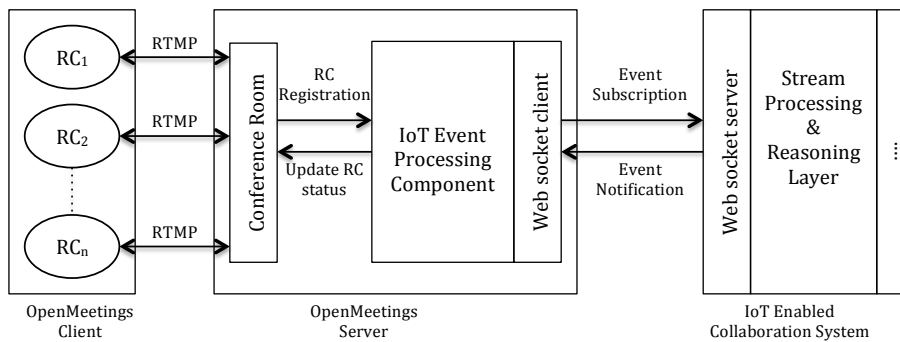 RC1
RC2
RCn
RTMP
RTMP
RTMP
Conference Room
RC
Registration
Update RC
status
IoT Event
Processing
Component
Web socket client
Event
Subscription
Event
Notification
Web socket server
Stream
Processing
&
Reasoning
Layer
....
OpenMeetings
Client
OpenMeetings
Server
IoT Enabled
Collaboration System